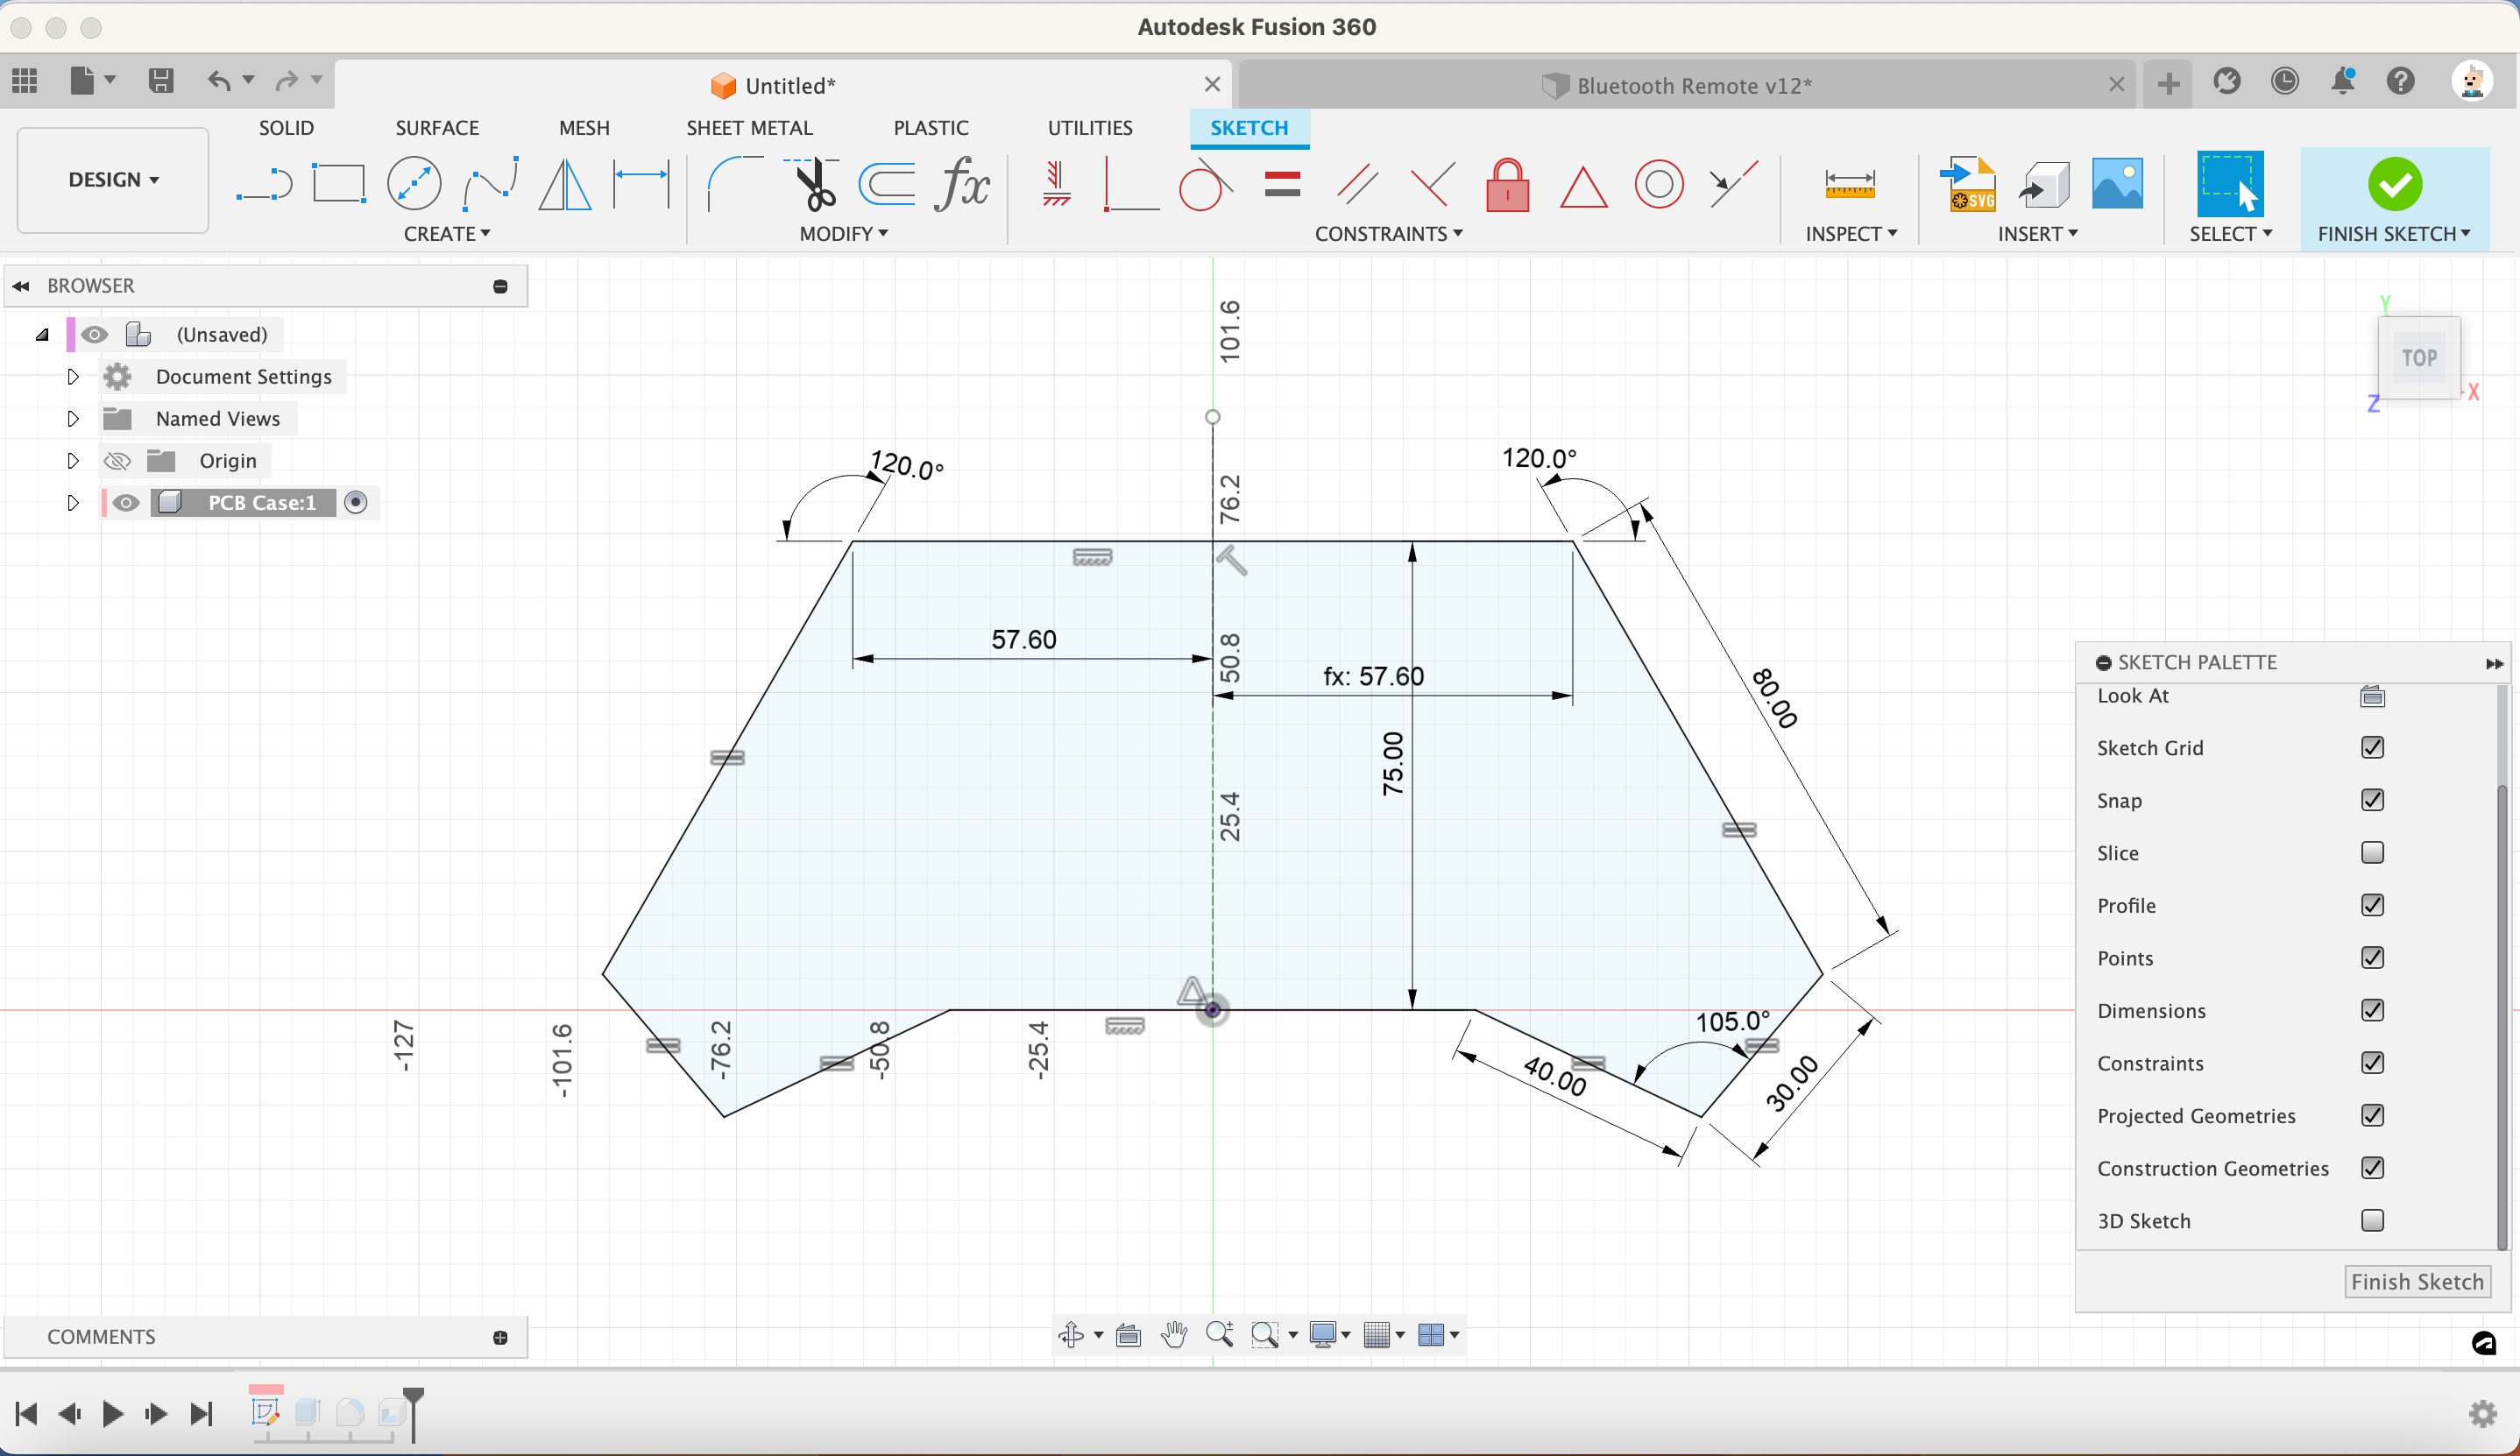 Autodesk Fusion 360
Untitled*
Bluetooth Remote v12*
SOLID
SURFACE
MESH
SHEET METAL
PLASTIC
UTILITIES
SKETCH
DESIGN
fx
SVG
CREATE
MODIFY
CONSTRAINTS
INSPECT
INSERT
SELECT
FINISH SKETCH
BROWSER
(Unsaved)
Document Settings
Named Views
Origin
PCB Case:1
Y
TOP
X
Z
101.6
120.0°
120.0°
76.2
57.60
50.8
fx: 57.60
80.00
75.00
25.4
105.0°
-127
-101.6
-76.2
-50.8
-25.4
40.00
30.00
SKETCH PALETTE
Look At
Sketch Grid
Snap
Slice
Profile
Points
Dimensions
Constraints
Projected Geometries
Construction Geometries
3D Sketch
Finish Sketch
COMMENTS